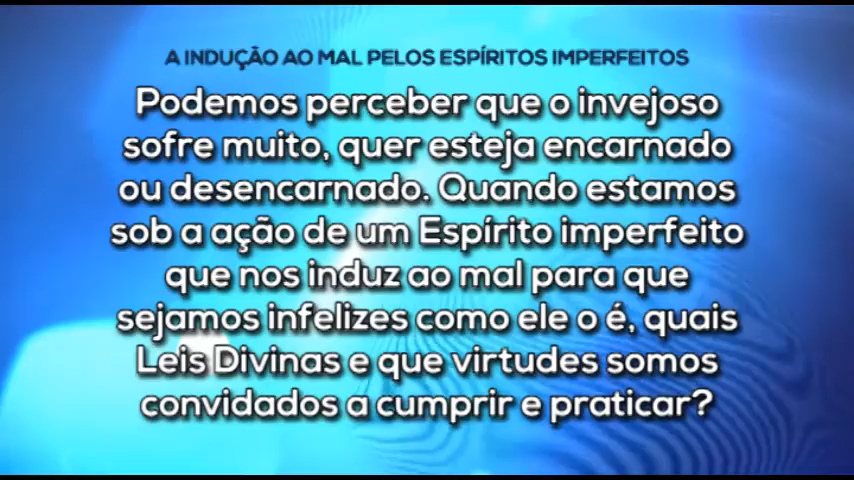 A INDUÇÃO AO MAL PELOS ESPÍRITOS IMPERFEITOS
Podemos perceber que o invejoso
sofre muito, quer esteja encarnado
ou desencarnado. Quando estamos
sob a ação de um Espírito imperfeito
que nos induz ao mal para que
sejamos infelizes como ele o é, quais
Leis Divinas e que virtudes somos
convidados a cumprir e praticar?